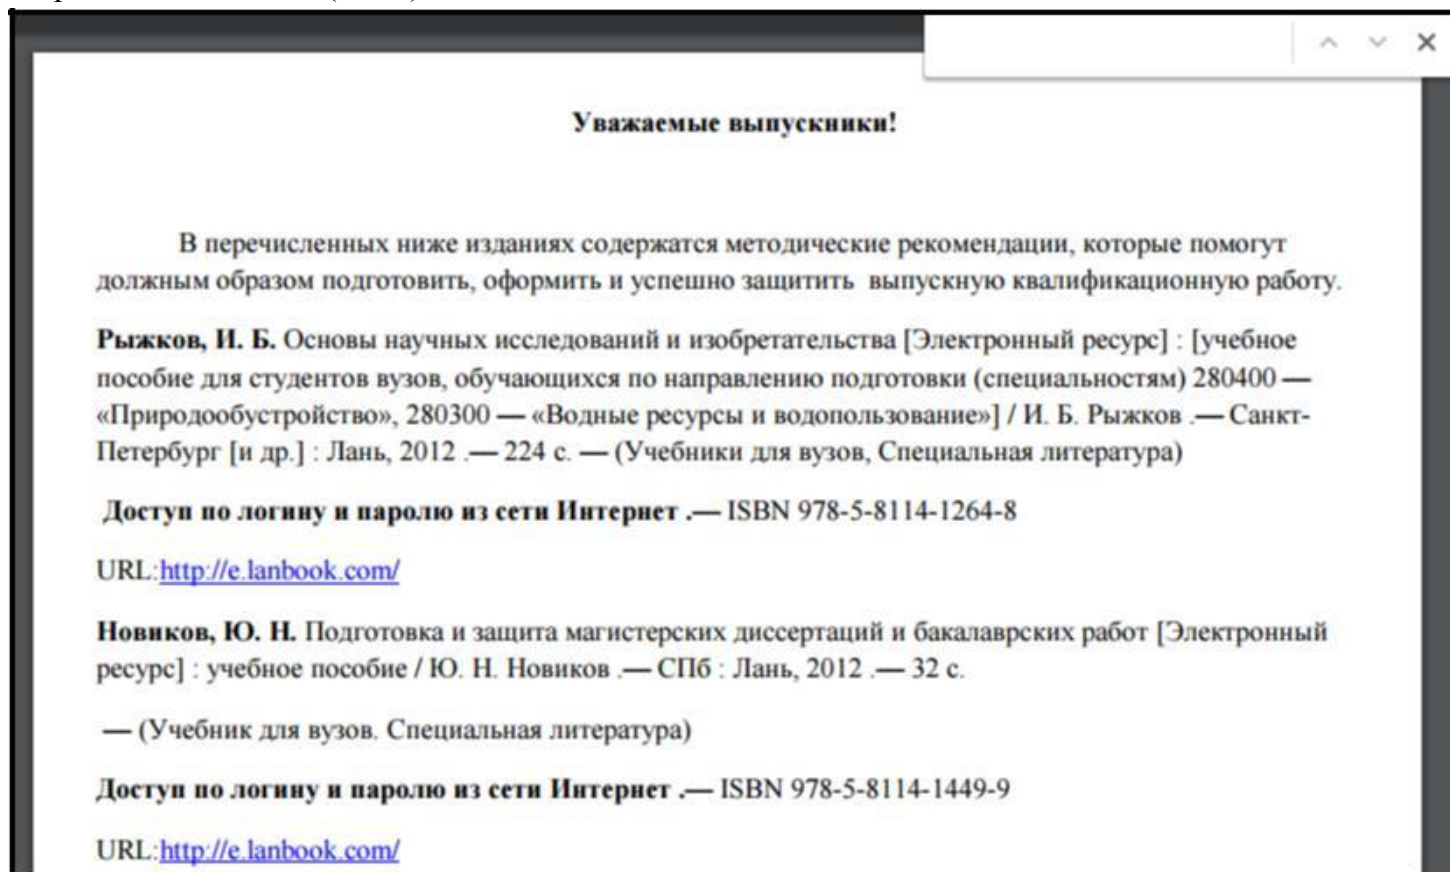 Уважаемые выпускники!
В перечисленных ниже изданиях содержатся методические рекомендации, которые помогут
должным образом подготовить, оформить и успешно защитить выпускную квалификационную работу.
Рыжков, И. Б. Основы научных исследований и изобретательства [Электронный ресурс] : [учебное
пособие для студентов вузов, обучающихся по направлению подготовки (специальностям) 280400 —
«Природообустройство», 280300 — «Водные ресурсы и водопользование»] / И. Б. Рыжков .— Санкт-
Петербург [и др.] : Лань, 2012 .— 224 с. — (Учебники для вузов, Специальная литература)
Доступ по логину и паролю из сети Интернет .— ISBN 978-5-8114-1264-8
URL:http://e.lanbook.com/
Новиков, Ю. Н. Подготовка и защита магистерских диссертаций и бакалаврских работ [Электронный
ресурс] : учебное пособие / Ю. Н. Новиков .— СПб : Лань, 2012 .— 32 с.
— (Учебник для вузов. Специальная литература)
Доступ по логину и паролю из сети Интернет .— ISBN 978-5-8114-1449-9
URL:http://e.lanbook.com/